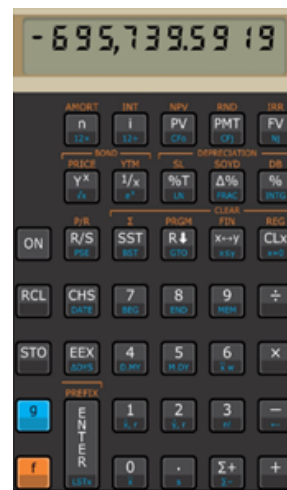 -695,739.5919
AMORT INT NPV RND IRR
n i PV PMT FV
12× 12÷ CFo CFj Nj
BOND DEPRECIATION
PRICE YTM SL SOYD DB
Yx 1/x %T Δ% %
√x ex LN FRAC INTG
CLEAR
P/R Σ PRGM FIN REG
ON R/S SST R⬇ x↔y CLx
PSE BST GTO x≤y x=0
RCL CHS 7 8 9 ÷
DATE BEG END MEM
STO EEX 4 5 6 ×
ΔDYS D.MY M.DY x̄ w
PREFIX
g ENTER 1 2 3 −
x̂, r ŷ, r n!
f 0 . Σ+ +
LSTx x̄ s Σ−